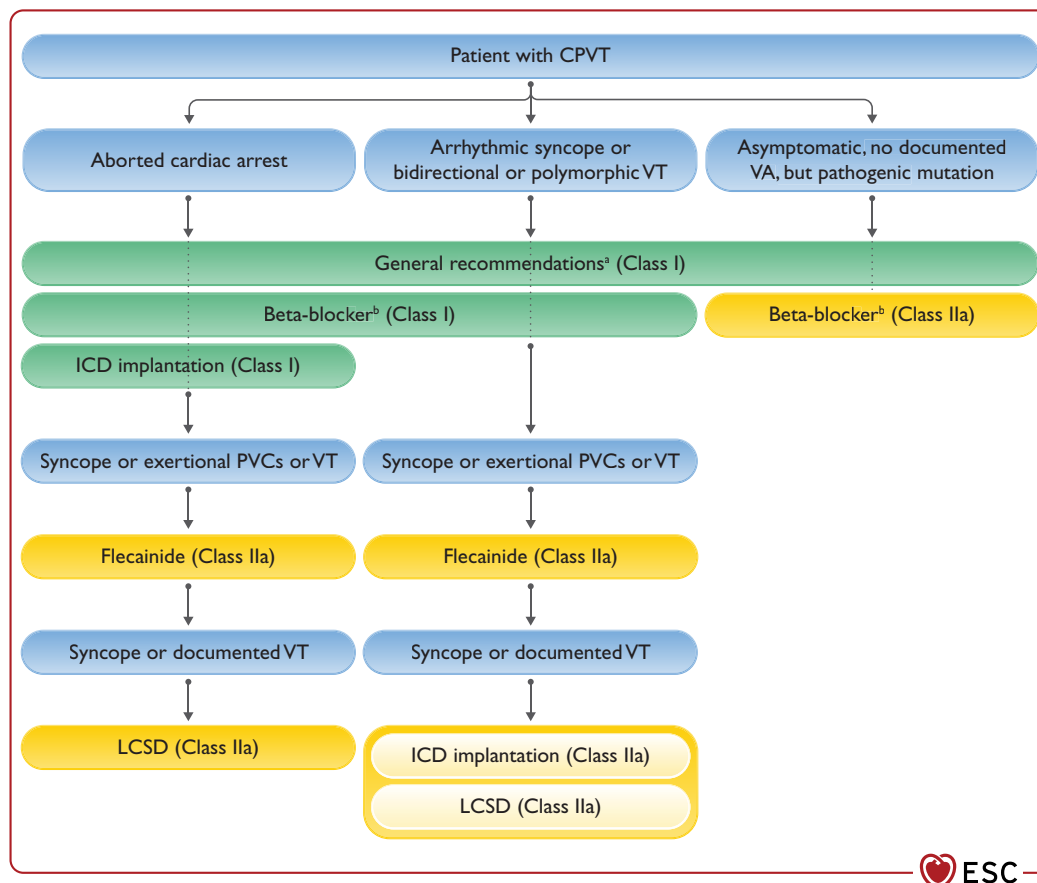 Patient with CPVT
Aborted cardiac arrest
Arrhythmic syncope or
bidirectional or polymorphic VT
Asymptomatic, no documented
VA, but pathogenic mutation
General recommendationsᵃ (Class I)
Beta-blockerᵇ (Class I)
Beta-blockerᵇ (Class IIa)
ICD implantation (Class I)
Syncope or exertional PVCs or VT
Syncope or exertional PVCs or VT
Flecainide (Class IIa)
Flecainide (Class IIa)
Syncope or documented VT
Syncope or documented VT
LCSD (Class IIa)
ICD implantation (Class IIa)
LCSD (Class IIa)
ESC